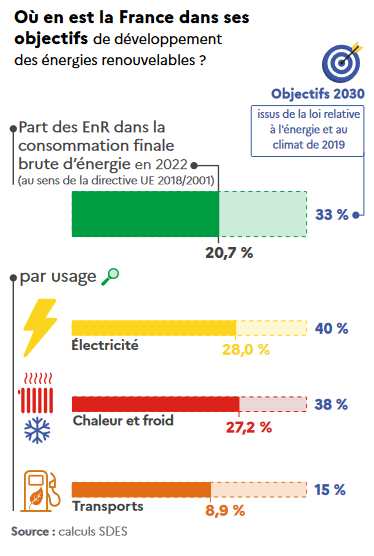 Où en est la France dans ses
objectifs de développement
des énergies renouvelables ?
Objectifs 2030
issus de la loi relative
à l'énergie et au
climat de 2019
Part des EnR dans la
consommation finale
brute d'énergie en 2022
(au sens de la directive UE 2018/2001)
33 %
20,7 %
par usage
40 %
Électricité
28,0 %
38 %
Chaleur et froid
27,2 %
15 %
Transports
8,9 %
Source : calculs SDES